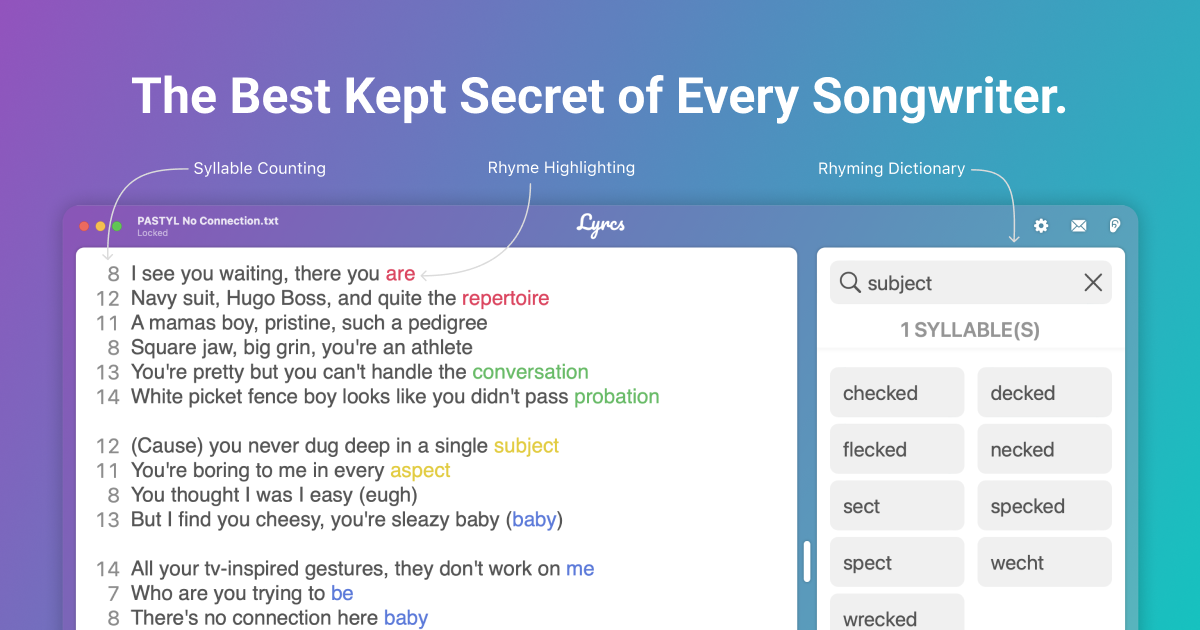 The Best Kept Secret of Every Songwriter.
Syllable Counting
Rhyme Highlighting
Rhyming Dictionary
PASTYL No Connection.txt
Locked
Lyrcs
8 I see you waiting, there you are
12 Navy suit, Hugo Boss, and quite the repertoire
11 A mamas boy, pristine, such a pedigree
8 Square jaw, big grin, you're an athlete
13 You're pretty but you can't handle the conversation
14 White picket fence boy looks like you didn't pass probation
12 (Cause) you never dug deep in a single subject
11 You're boring to me in every aspect
8 You thought I was I easy (eugh)
13 But I find you cheesy, you're sleazy baby (baby)
14 All your tv-inspired gestures, they don't work on me
7 Who are you trying to be
8 There's no connection here baby
subject
1 SYLLABLE(S)
checked decked
flecked necked
sect specked
spect wecht
wrecked